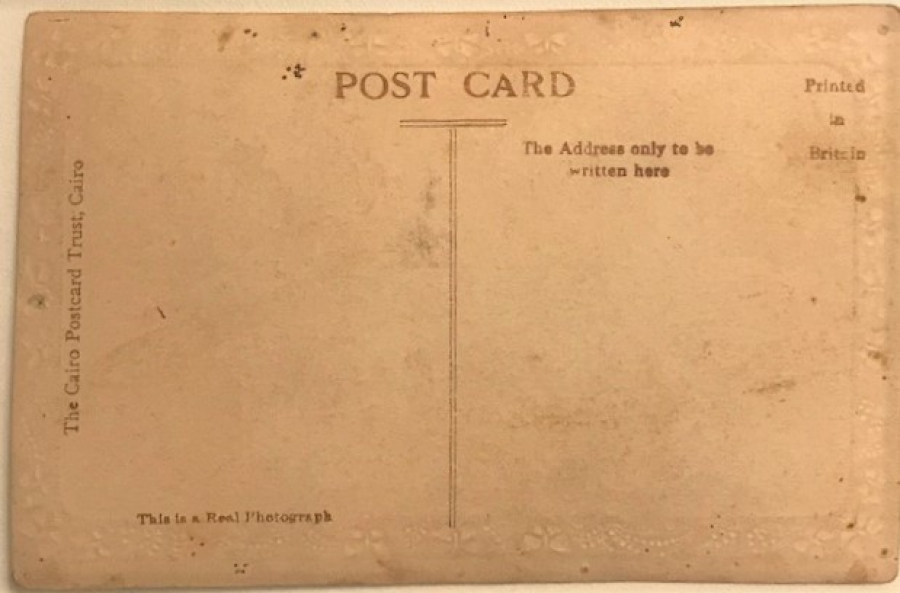 POST CARD
Printed
in
Britain
The Address only to be
written here
The Cairo Postcard Trust, Cairo
This is a Real Photograph